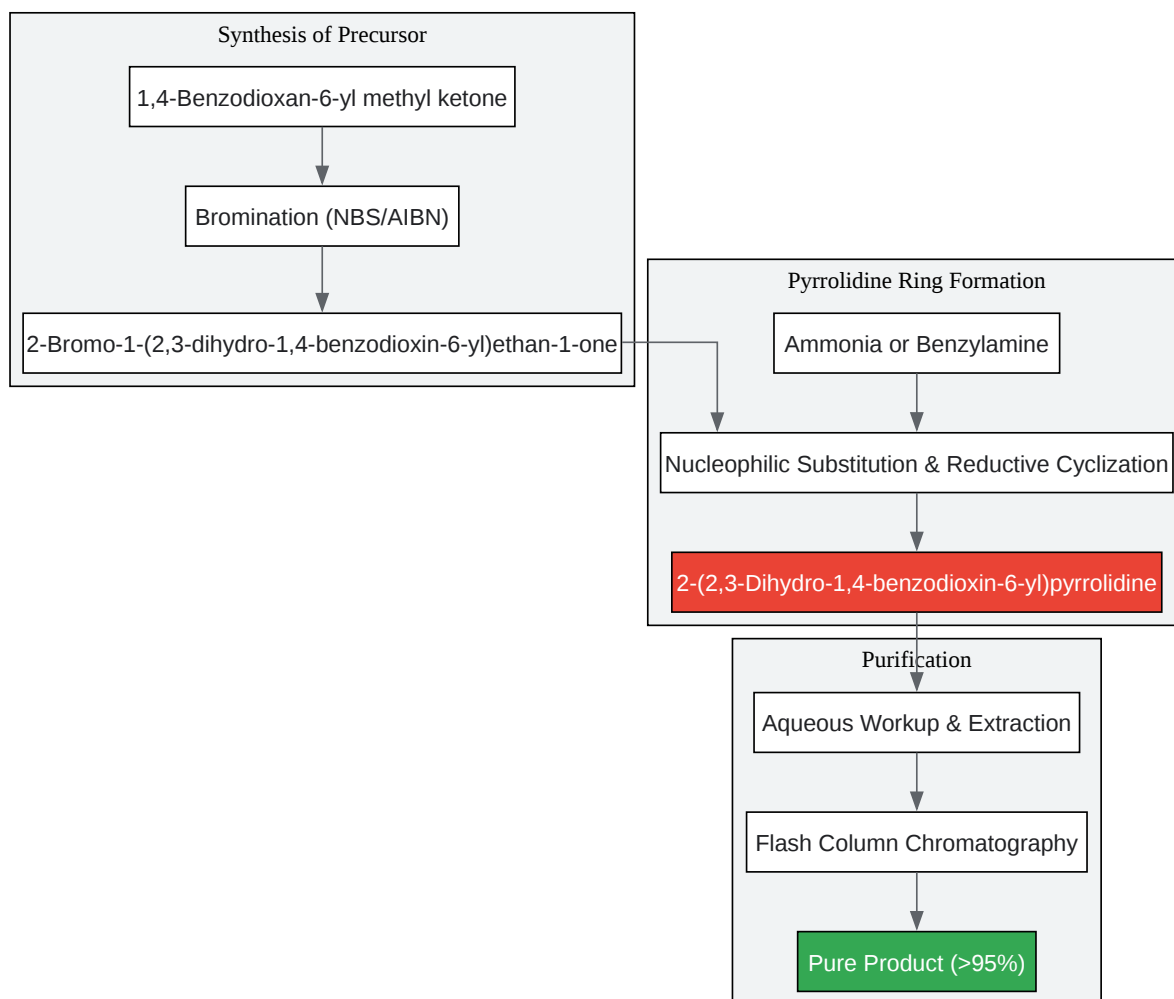 Synthesis of Precursor
1,4-Benzodioxan-6-yl methyl ketone
Bromination (NBS/AIBN)
2-Bromo-1-(2,3-dihydro-1,4-benzodioxin-6-yl)ethan-1-one
Pyrrolidine Ring Formation
Ammonia or Benzylamine
Nucleophilic Substitution & Reductive Cyclization
2-(2,3-Dihydro-1,4-benzodioxin-6-yl)pyrrolidine
Purification
Aqueous Workup & Extraction
Flash Column Chromatography
Pure Product (>95%)